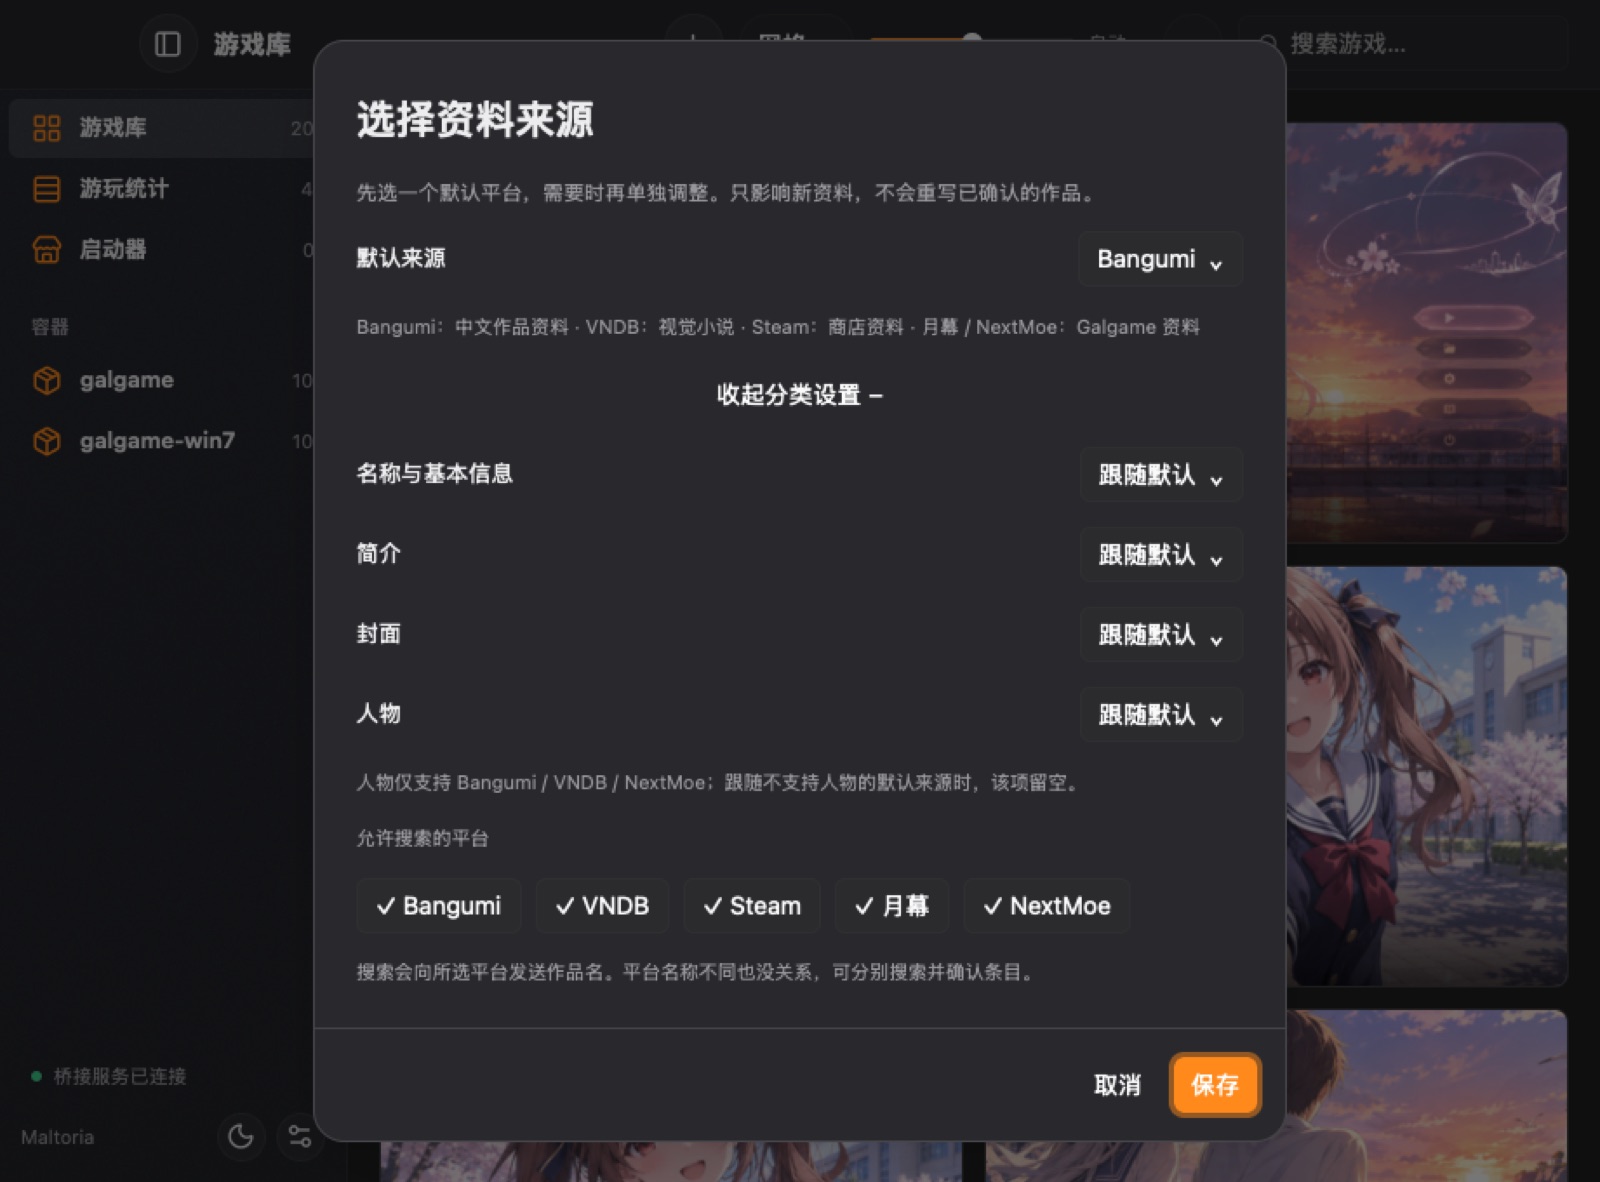 游戏库
搜索游戏...
游戏库 20
游玩统计 4
启动器 0
容器
galgame 10
galgame-win7 10
桥接服务已连接
Maltoria
选择资料来源
先选一个默认平台，需要时再单独调整。只影响新资料，不会重写已确认的作品。
默认来源 Bangumi
Bangumi：中文作品资料 · VNDB：视觉小说 · Steam：商店资料 · 月幕 / NextMoe：Galgame 资料
收起分类设置 –
名称与基本信息 跟随默认
简介 跟随默认
封面 跟随默认
人物 跟随默认
人物仅支持 Bangumi / VNDB / NextMoe；跟随不支持人物的默认来源时，该项留空。
允许搜索的平台
✓ Bangumi ✓ VNDB ✓ Steam ✓ 月幕 ✓ NextMoe
搜索会向所选平台发送作品名。平台名称不同也没关系，可分别搜索并确认条目。
取消 保存